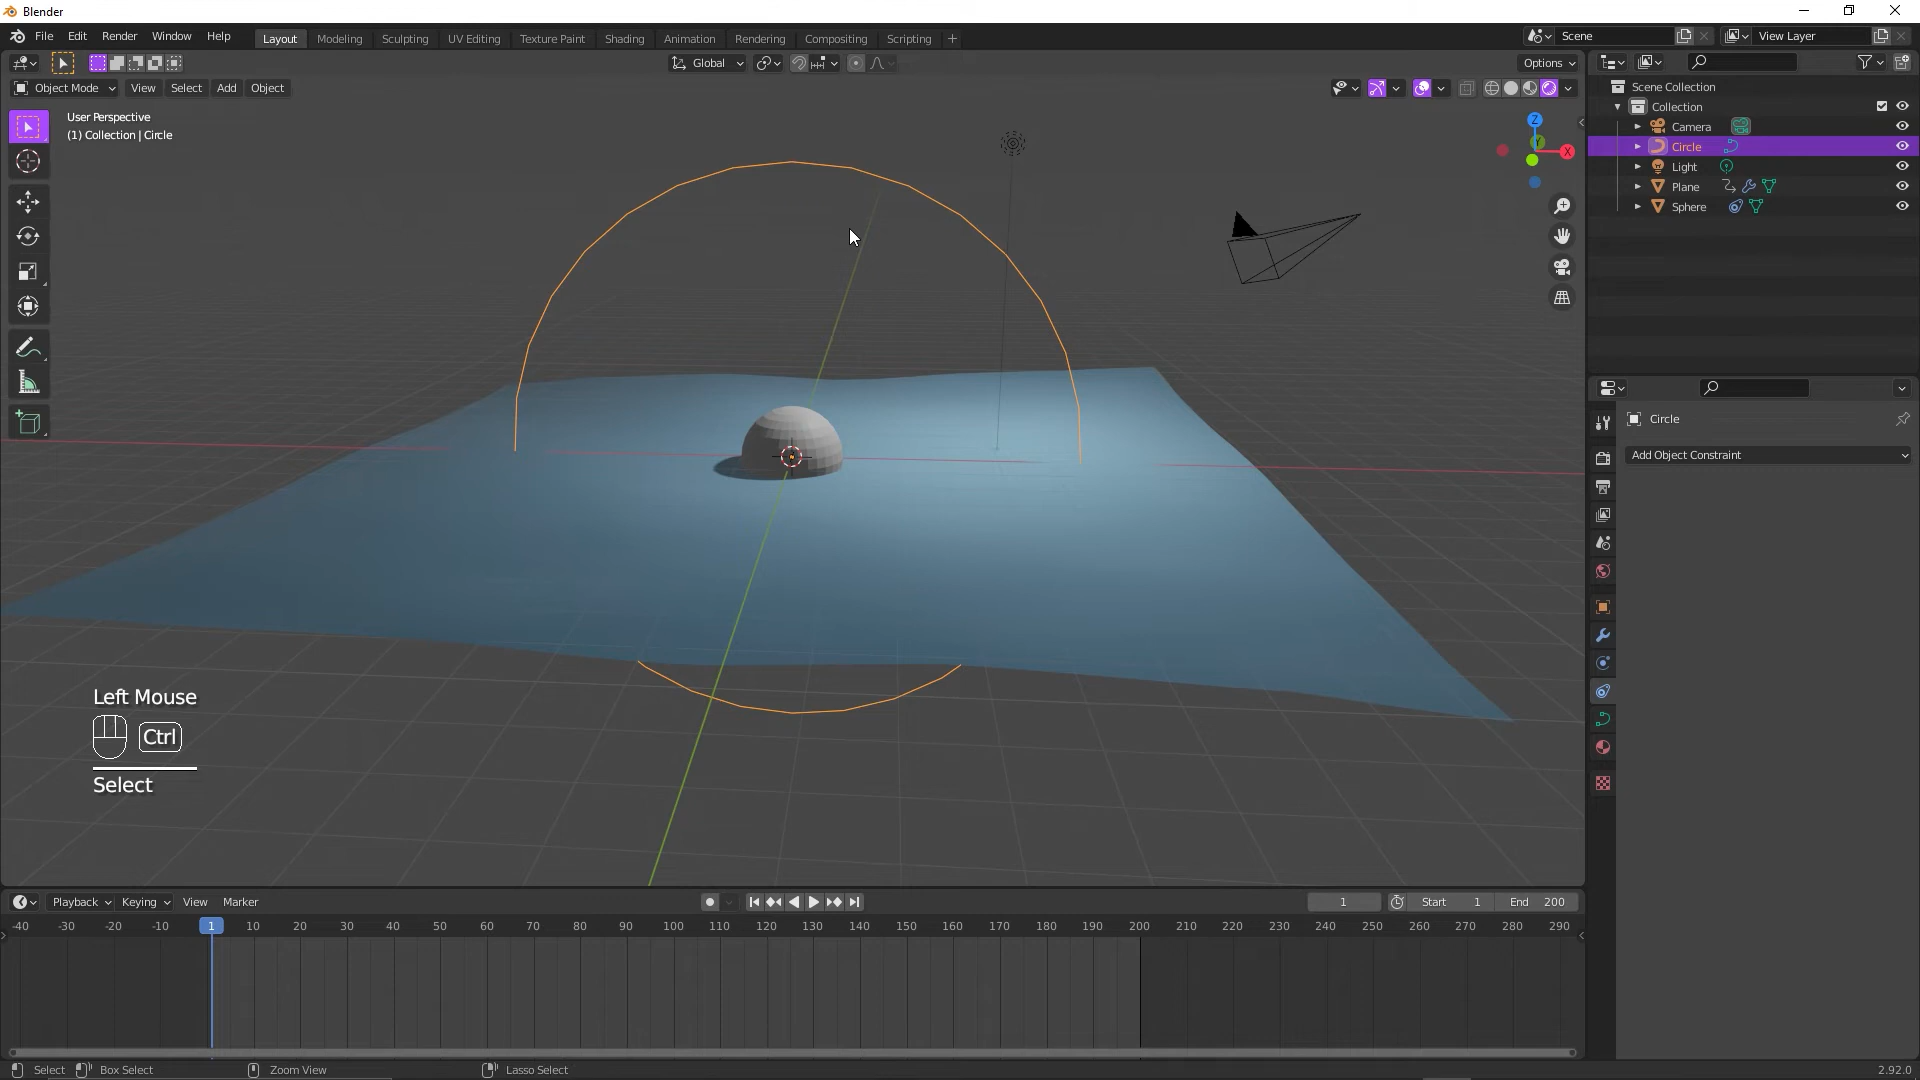 Blender
File Edit Render Window Help
Layout Modeling Sculpting UV Editing Texture Paint Shading Animation Rendering Compositing Scripting +
Scene
View Layer
Global
Options
Object Mode View Select Add Object
User Perspective
(1) Collection | Circle
Z
X
Scene Collection
Collection
Camera
Circle
Light
Plane
Sphere
Circle
Add Object Constraint
Left Mouse
Ctrl
Select
Playback Keying View Marker
1 Start 1 End 200
-40 -30 -20 -10 1 10 20 30 40 50 60 70 80 90 100 110 120 130 140 150 160 170 180 190 200 210 220 230 240 250 260 270 280 290
Select Box Select Zoom View Lasso Select 2.92.0